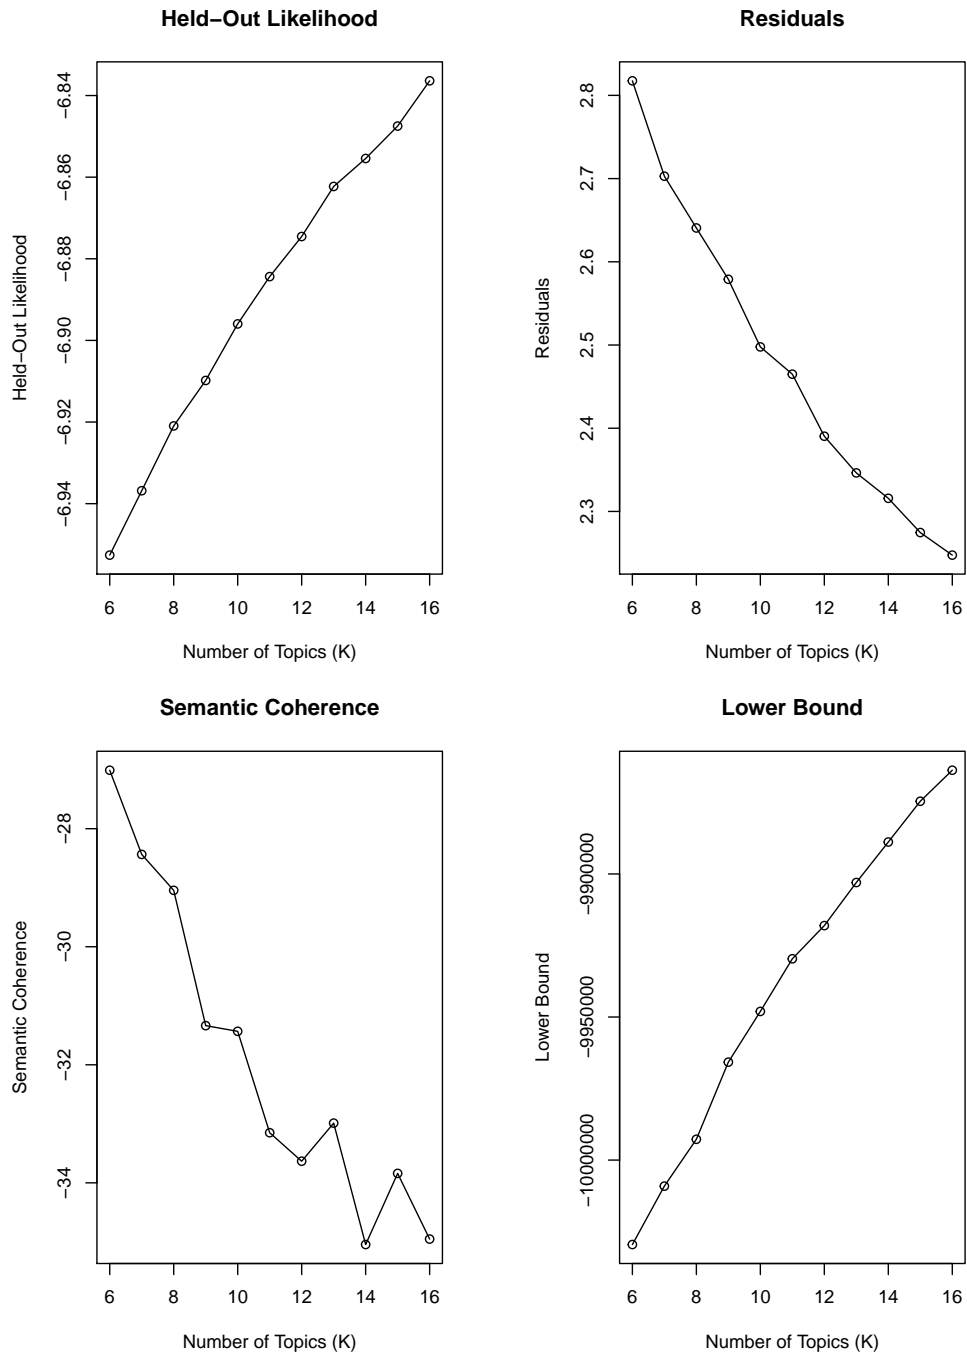 Held−Out Likelihood
Held−Out Likelihood
−6.84
−6.86
−6.88
−6.90
−6.92
−6.94
6 8 10 12 14 16
Number of Topics (K)
Residuals
Residuals
2.8
2.7
2.6
2.5
2.4
2.3
6 8 10 12 14 16
Number of Topics (K)
Semantic Coherence
Semantic Coherence
−28
−30
−32
−34
6 8 10 12 14 16
Number of Topics (K)
Lower Bound
Lower Bound
−9900000
−9950000
−10000000
6 8 10 12 14 16
Number of Topics (K)